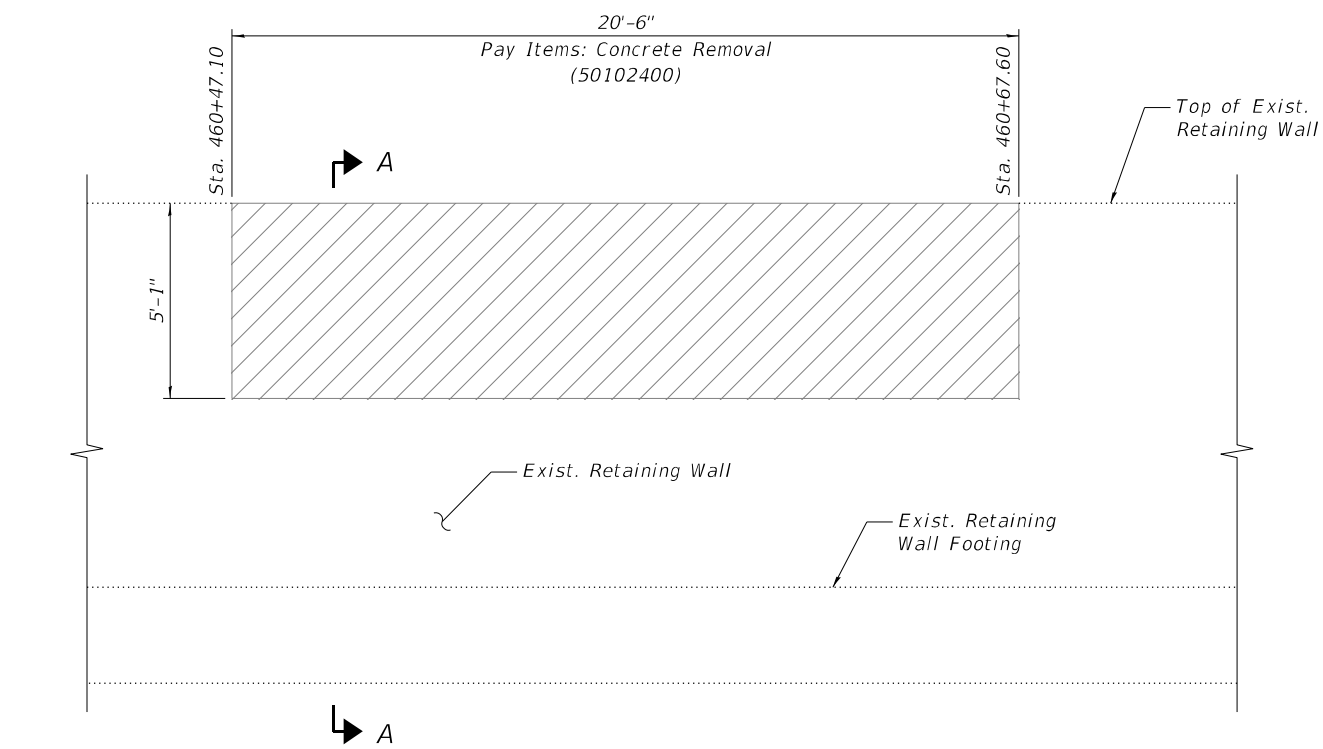 20'-6"
Pay Items: Concrete Removal
(50102400)
Sta. 460+47.10
Sta. 460+67.60
Top of Exist.
Retaining Wall
A
5'-1"
Exist. Retaining Wall
Exist. Retaining
Wall Footing
A